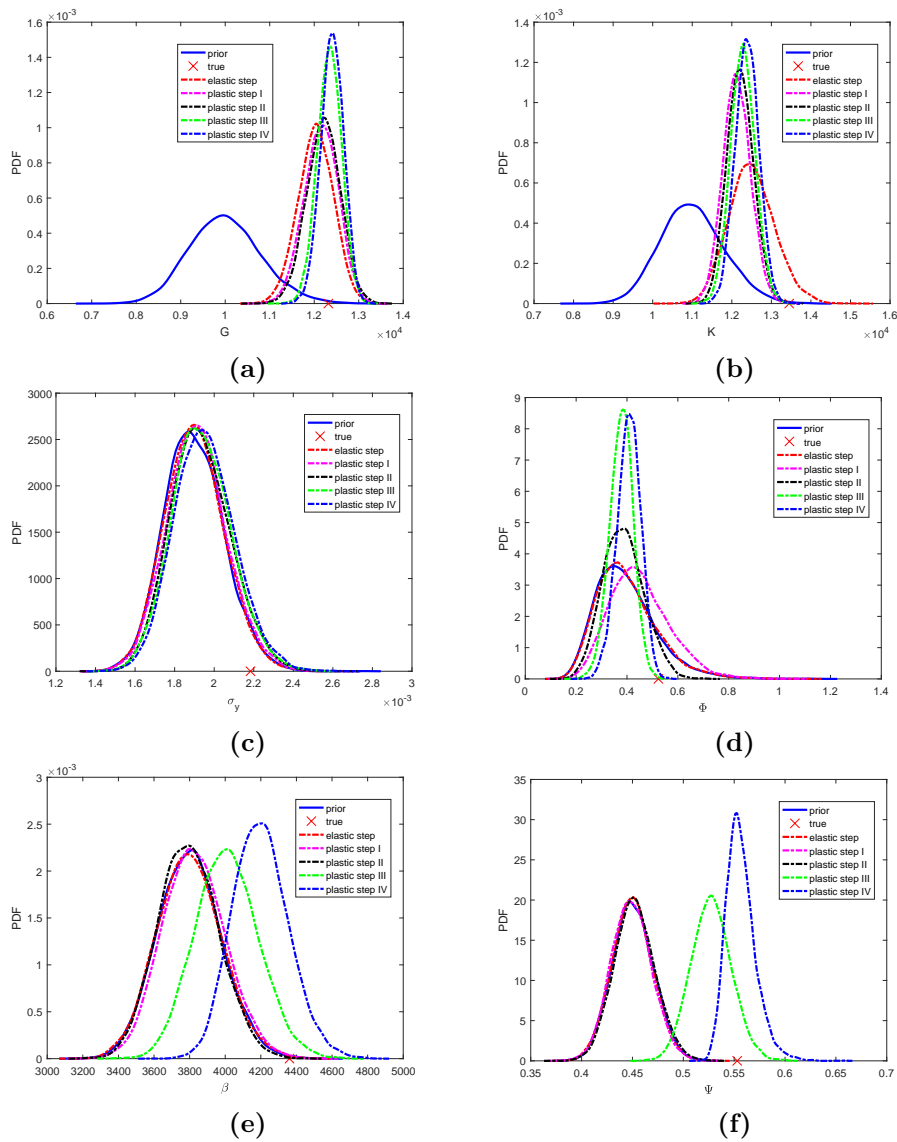 ×10⁻³
1.6
1.4
1.2
1
0.8
0.6
0.4
0.2
0
PDF
prior
true
elastic step
plastic step I
plastic step II
plastic step III
plastic step IV
0.6 0.7 0.8 0.9 1 1.1 1.2 1.3 1.4
G
×10⁴
(a)
×10⁻³
1.4
1.2
1
0.8
0.6
0.4
0.2
0
PDF
prior
true
elastic step
plastic step I
plastic step II
plastic step III
plastic step IV
0.7 0.8 0.9 1 1.1 1.2 1.3 1.4 1.5 1.6
K
×10⁴
(b)
3000
2500
2000
1500
1000
500
0
PDF
prior
true
elastic step
plastic step I
plastic step II
plastic step III
plastic step IV
1.2 1.4 1.6 1.8 2 2.2 2.4 2.6 2.8 3
σ_y
×10⁻³
(c)
9
8
7
6
5
4
3
2
1
0
PDF
prior
true
elastic step
plastic step I
plastic step II
plastic step III
plastic step IV
0 0.2 0.4 0.6 0.8 1 1.2 1.4
Φ
(d)
×10⁻³
3
2.5
2
1.5
1
0.5
0
PDF
prior
true
elastic step
plastic step I
plastic step II
plastic step III
plastic step IV
3000 3200 3400 3600 3800 4000 4200 4400 4600 4800 5000
β
(e)
35
30
25
20
15
10
5
0
PDF
prior
true
elastic step
plastic step I
plastic step II
plastic step III
plastic step IV
0.35 0.4 0.45 0.5 0.55 0.6 0.65 0.7
Ψ
(f)